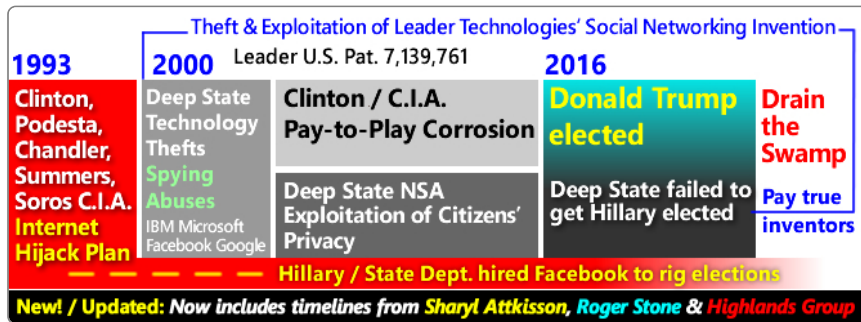 Theft & Exploitation of Leader Technologies' Social Networking Invention
1993
2000
Leader U.S. Pat. 7,139,761
2016
Clinton,
Podesta,
Chandler,
Summers,
Soros C.I.A.
Internet
Hijack Plan
Deep State
Technology
Thefts
Spying
Abuses
IBM Microsoft
Facebook Google
Clinton / C.I.A.
Pay-to-Play Corrosion
Deep State NSA
Exploitation of Citizens'
Privacy
Donald Trump
elected
Deep State failed to
get Hillary elected
Drain
the
Swamp
Pay true
inventors
Hillary / State Dept. hired Facebook to rig elections
New! / Updated: Now includes timelines from Sharyl Attkisson, Roger Stone & Highlands Group